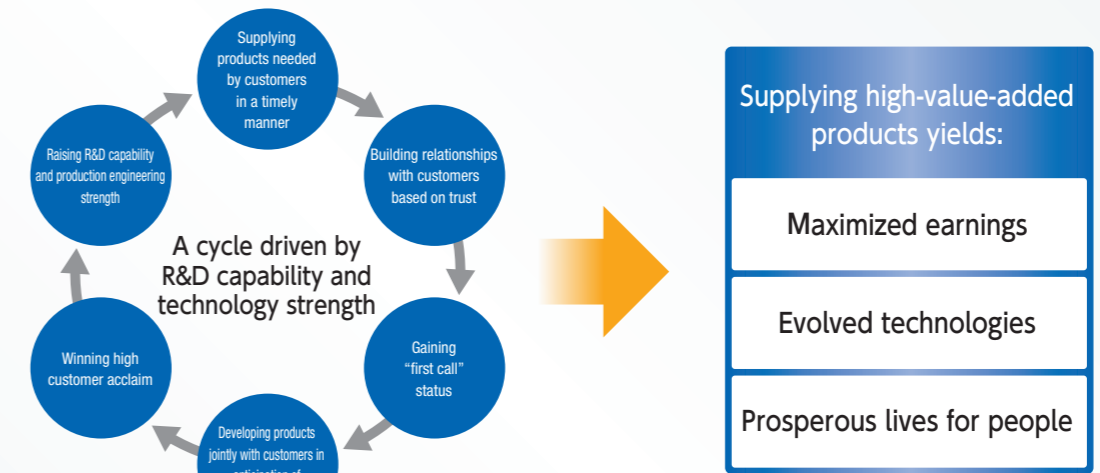 Supplying
products needed
by customers
in a timely
manner
Building relationships
with customers
based on trust
Gaining
“first call”
status
Developing products
jointly with customers in
anticipation of
Winning high
customer acclaim
Raising R&D capability
and production engineering
strength
A cycle driven by
R&D capability and
technology strength
Supplying high-value-added
products yields:
Maximized earnings
Evolved technologies
Prosperous lives for people